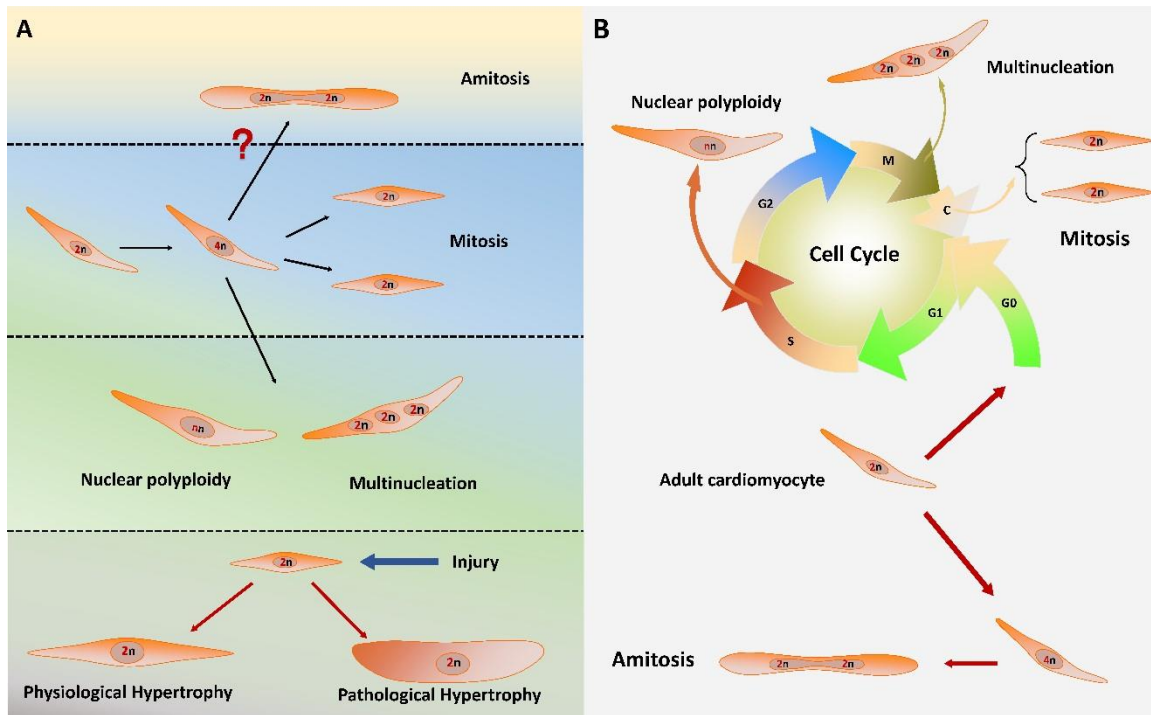 A
Amitosis
2n 2n
?
2n
2n
4n
Mitosis
2n
nn
2n 2n 2n
Nuclear polyploidy
Multinucleation
2n
Injury
2n
2n
Physiological Hypertrophy
Pathological Hypertrophy
B
2n 2n 2n
Multinucleation
Nuclear polyploidy
nn
M
2n
G2
C
2n
Cell Cycle
Mitosis
G1
G0
S
2n
Adult cardiomyocyte
Amitosis
2n 2n
4n